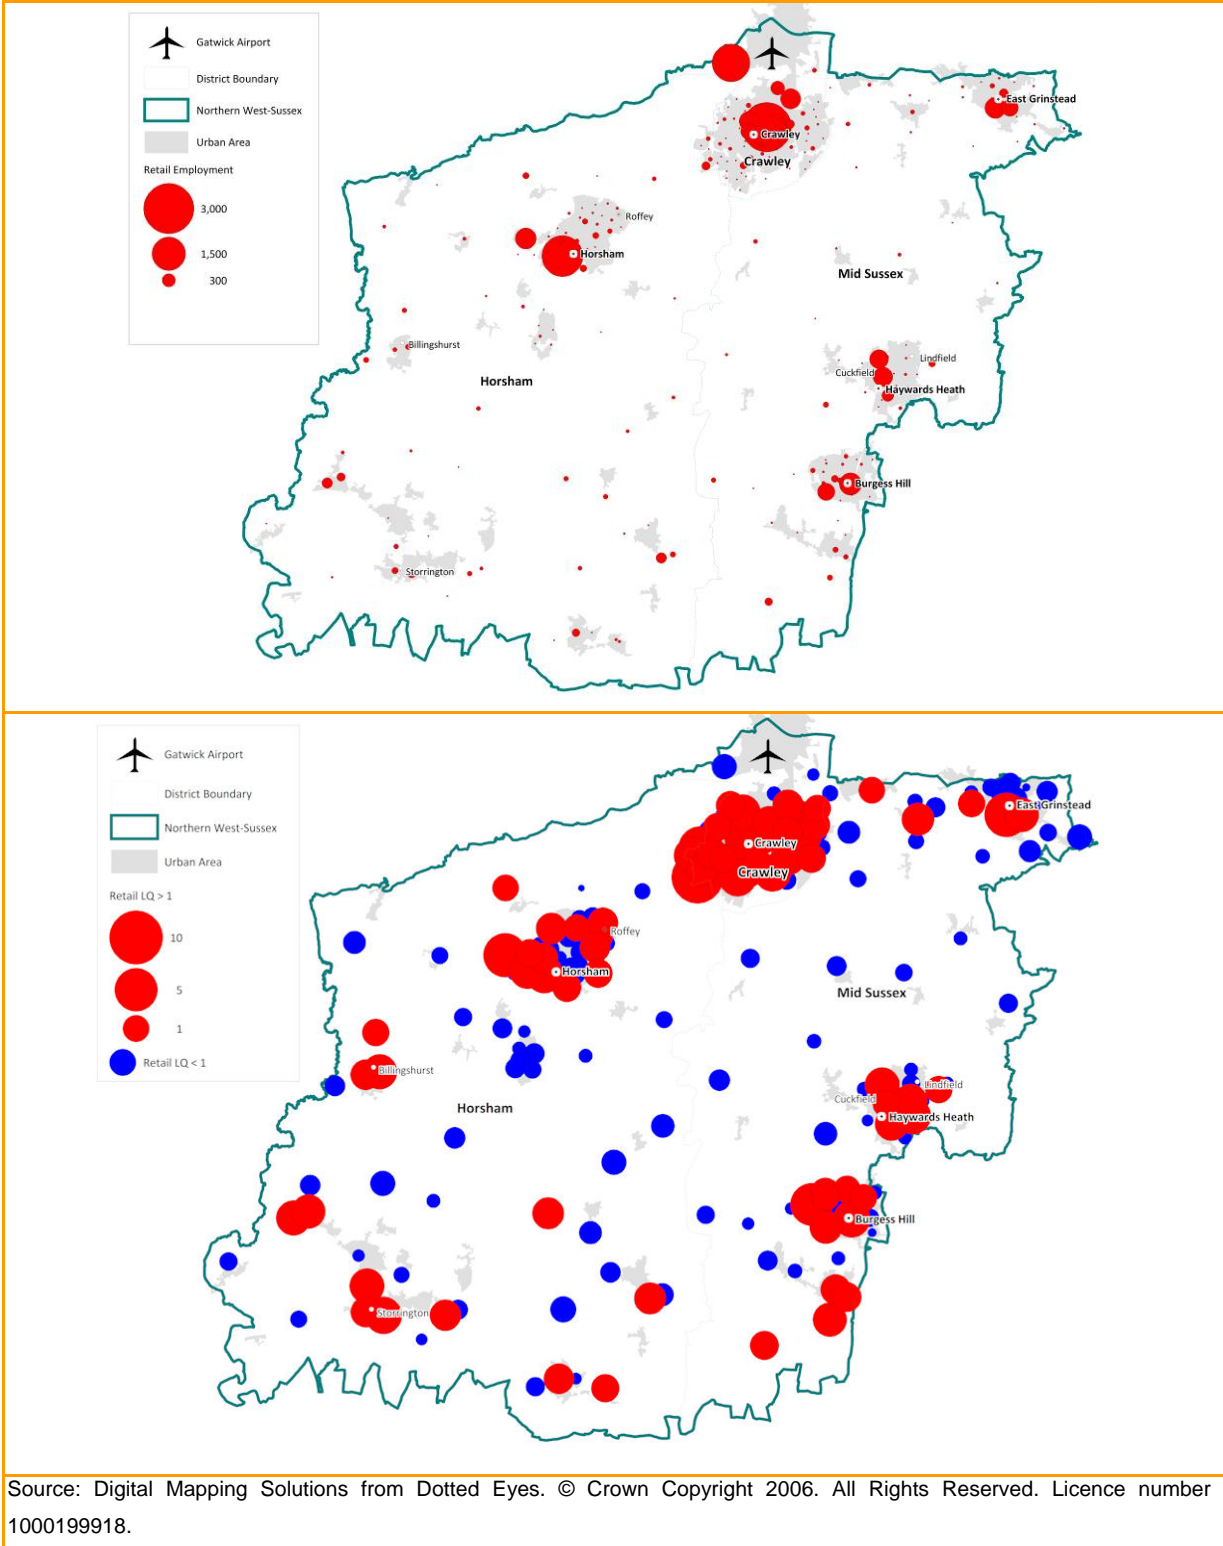 Gatwick Airport
District Boundary
Northern West-Sussex
Urban Area
Retail Employment
3,000
1,500
300
East Grinstead
Crawley
Crawley
Roffey
Horsham
Mid Sussex
Billingshurst
Lindfield
Cuckfield
Horsham
Haywards Heath
Burgess Hill
Storrington
Gatwick Airport
District Boundary
Northern West-Sussex
Urban Area
Retail LQ > 1
10
5
1
Retail LQ < 1
East Grinstead
Crawley
Crawley
Roffey
Horsham
Mid Sussex
Billingshurst
Lindfield
Cuckfield
Horsham
Haywards Heath
Burgess Hill
Storrington
Source: Digital Mapping Solutions from Dotted Eyes. © Crown Copyright 2006. All Rights Reserved. Licence number
1000199918.